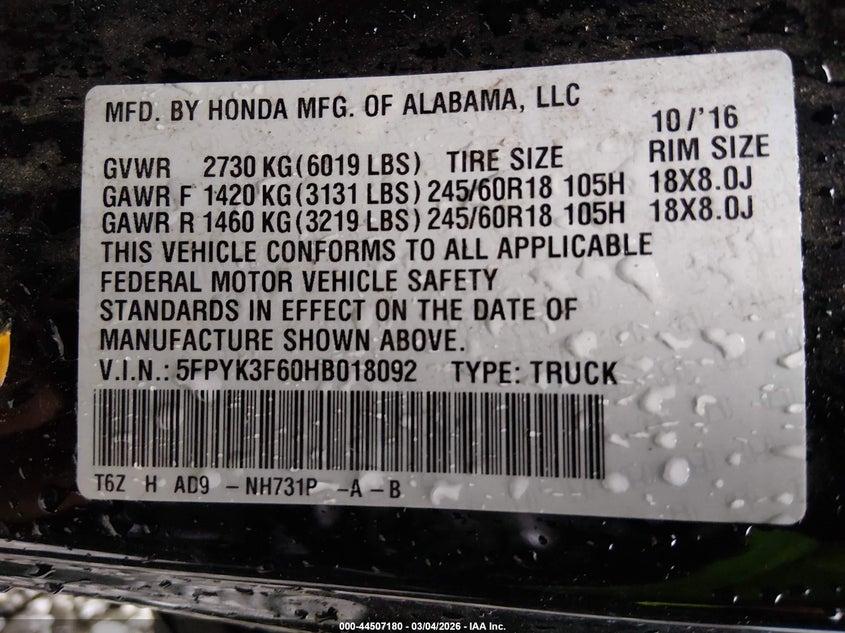 MFD. BY HONDA MFG. OF ALABAMA, LLC
10/'16
GVWR 2730 KG(6019 LBS) TIRE SIZE RIM SIZE
GAWR F 1420 KG(3131 LBS) 245/60R18 105H 18X8.0J
GAWR R 1460 KG(3219 LBS) 245/60R18 105H 18X8.0J
THIS VEHICLE CONFORMS TO ALL APPLICABLE
FEDERAL MOTOR VEHICLE SAFETY
STANDARDS IN EFFECT ON THE DATE OF
MANUFACTURE SHOWN ABOVE.
V.I.N.: 5FPYK3F60HB018092 TYPE: TRUCK
T6Z H AD9 -NH731P -A-B
000-44507180 - 03/04/2026 - IAA Inc.